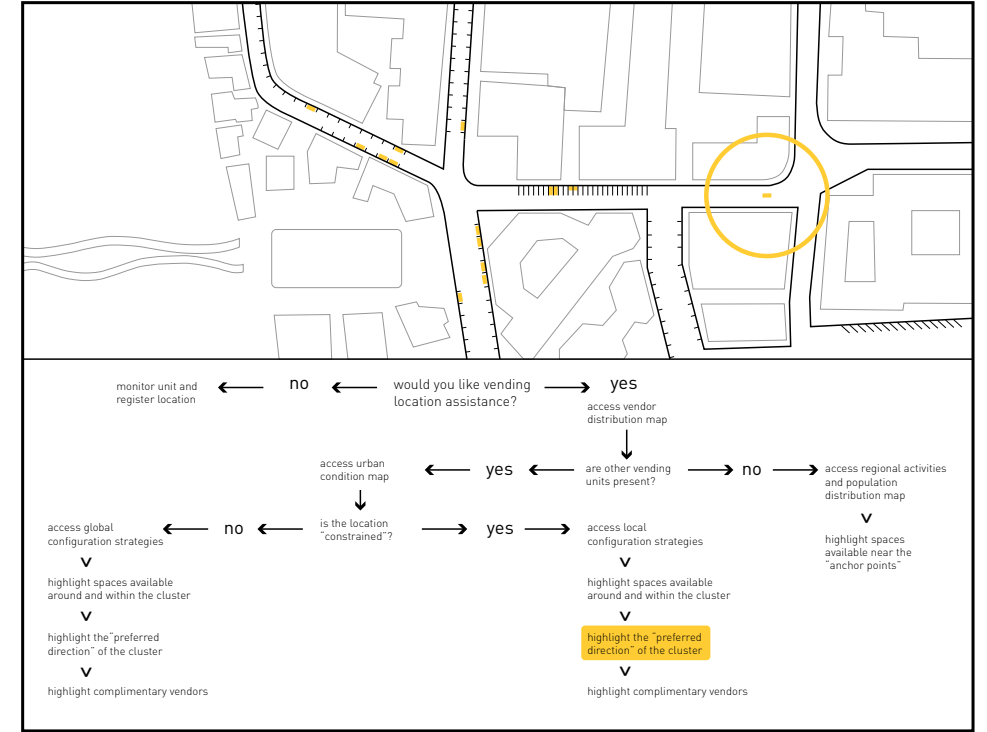 would you like vending
location assistance?
no
monitor unit and
register location
yes
access vendor
distribution map
are other vending
units present?
yes
access urban
condition map
no
access regional activities
and population
distribution map
highlight spaces
available near the
"anchor points"
is the location
"constrained"?
no
access global
configuration strategies
highlight spaces available
around and within the cluster
highlight the"preferred
direction" of the cluster
highlight complimentary vendors
yes
access local
configuration strategies
highlight spaces available
around and within the cluster
highlight the "preferred
direction" of the cluster
highlight complimentary vendors